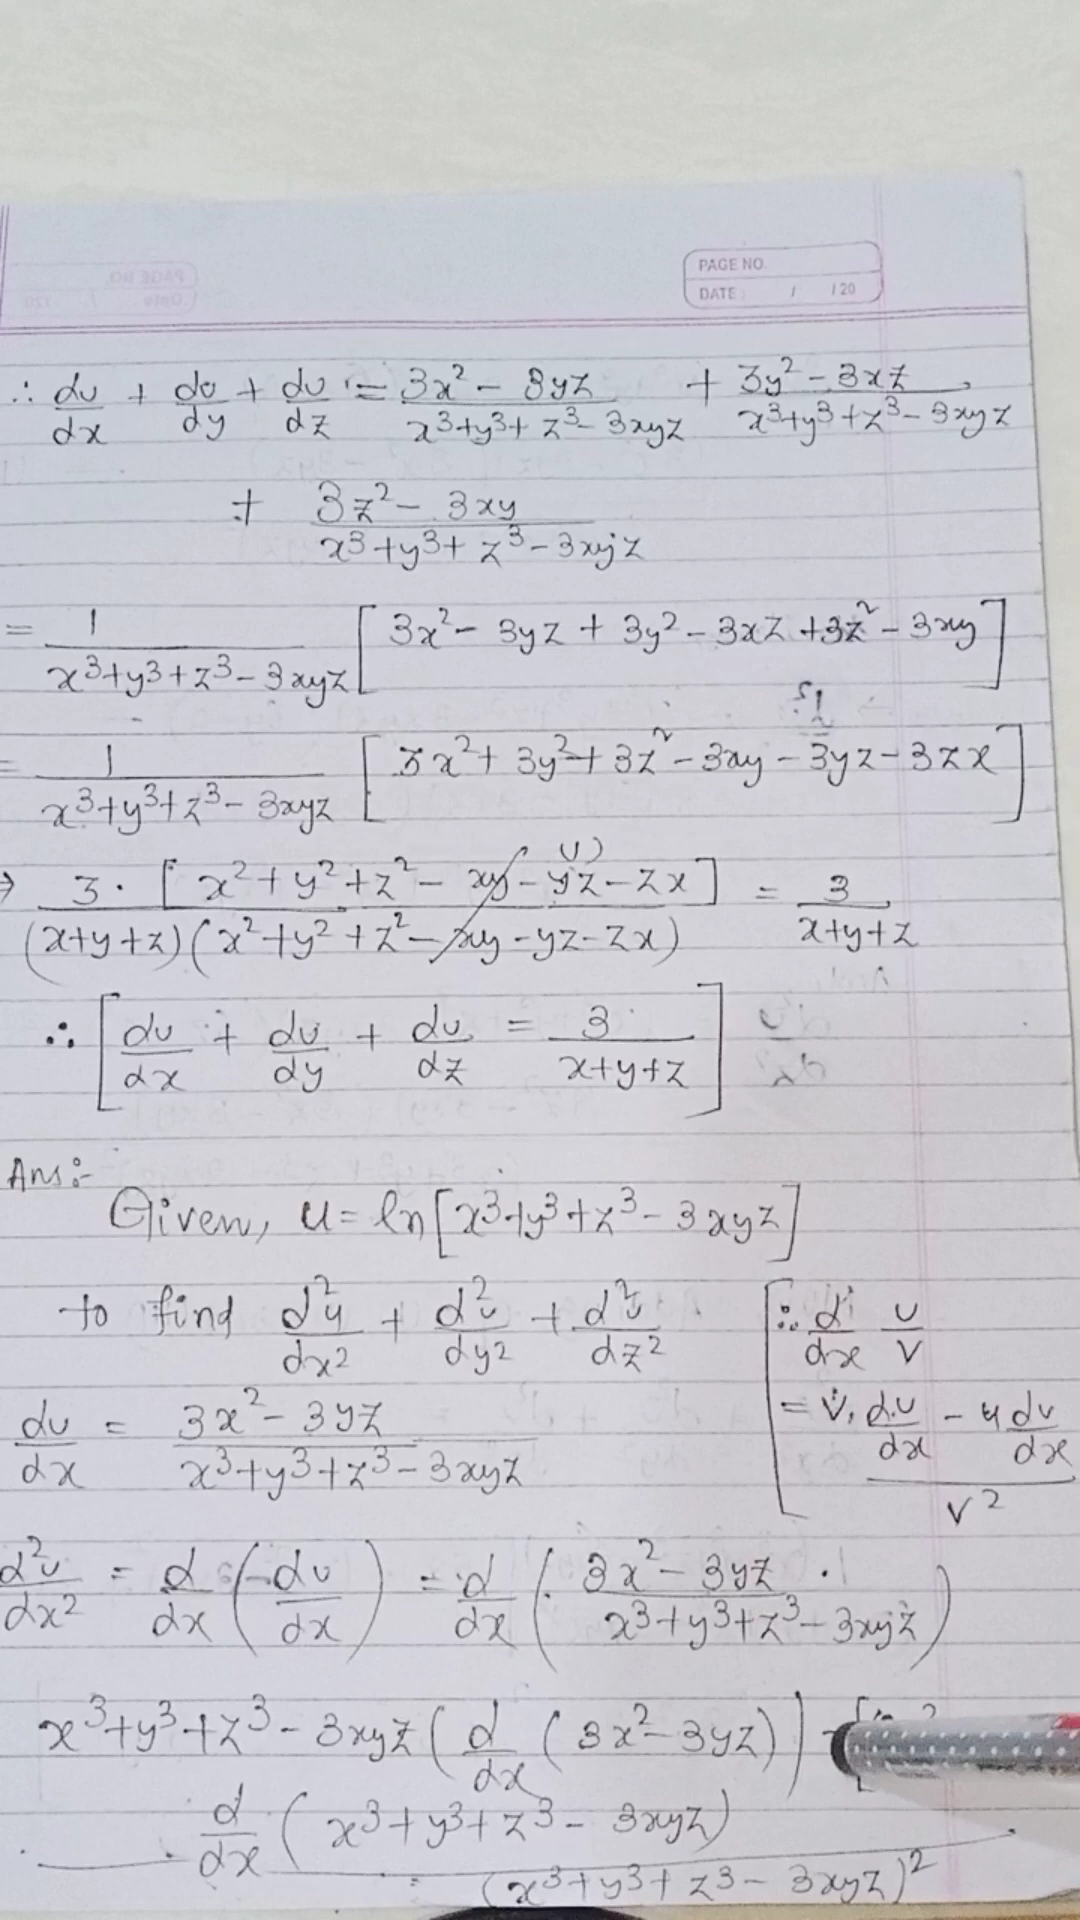 PAGE NO.
DATE: / /20
∴ du/dx + du/dy + du/dz = 3x² - 3yz / x³+y³+z³-3xyz + 3y² - 3xz / x³+y³+z³-3xyz
+ 3z² - 3xy / x³+y³+z³-3xyz
= 1 / x³+y³+z³-3xyz [3x² - 3yz + 3y² - 3xz + 3z² - 3xy]
= 1 / x³+y³+z³-3xyz [3x² + 3y² + 3z² - 3xy - 3yz - 3zx]
⇒ 3 · [x² + y² + z² - xy - yz - zx] / (x+y+z)(x²+y²+z²-xy-yz-zx) = 3 / x+y+z
∴ [du/dx + du/dy + du/dz = 3 / x+y+z]
Ans:-
Given, u = ln[x³+y³+z³-3xyz]
to find d²u/dx² + d²u/dy² + d²u/dz² [∵ d/dx u/v
du/dx = 3x² - 3yz / x³+y³+z³-3xyz = v. du/dx - u dv/dx / v²
d²u/dx² = d/dx (du/dx) = d/dx (3x² - 3yz / x³+y³+z³-3xyz)
x³+y³+z³-3xyz (d/dx (3x² - 3yz)) -
d/dx (x³+y³+z³-3xyz)
(x³+y³+z³-3xyz)²